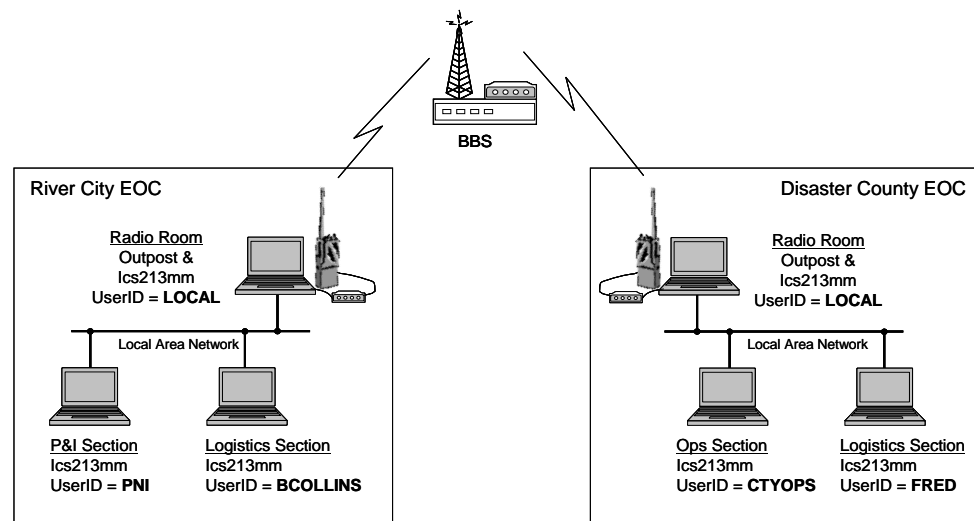 BBS
River City EOC
Radio Room
Outpost &
Ics213mm
UserID = LOCAL
Local Area Network
P&I Section
Ics213mm
UserID = PNI
Logistics Section
Ics213mm
UserID = BCOLLINS
Disaster County EOC
Radio Room
Outpost &
Ics213mm
UserID = LOCAL
Local Area Network
Ops Section
Ics213mm
UserID = CTYOPS
Logistics Section
Ics213mm
UserID = FRED